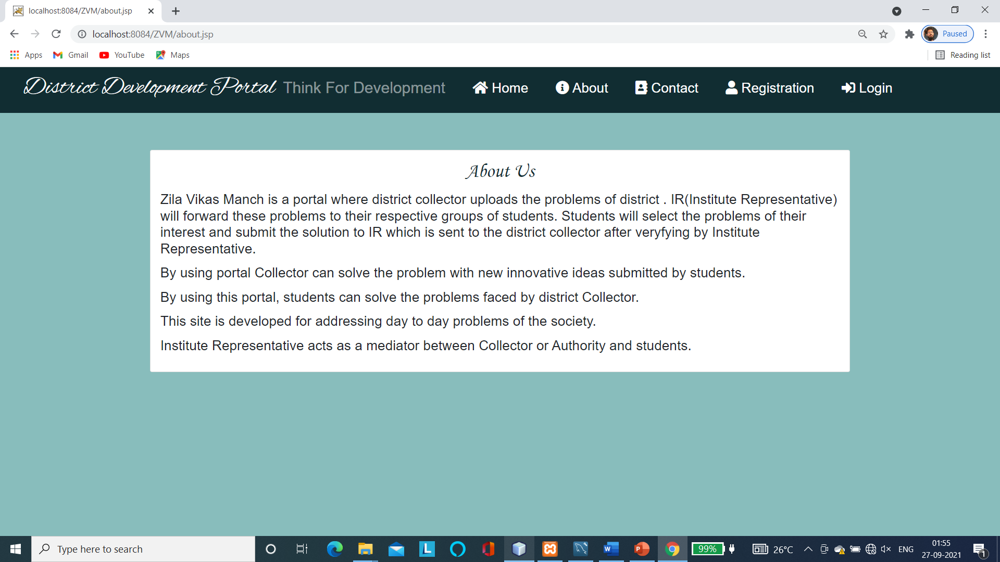 localhost:8084/ZVM/about.jsp
localhost:8084/ZVM/about.jsp
Paused
Apps Gmail YouTube Maps Reading list
District Development Portal Think For Development Home About Contact Registration Login
About Us
Zila Vikas Manch is a portal where district collector uploads the problems of district . IR(Institute Representative)
will forward these problems to their respective groups of students. Students will select the problems of their
interest and submit the solution to IR which is sent to the district collector after veryfying by Institute
Representative.
By using portal Collector can solve the problem with new innovative ideas submitted by students.
By using this portal, students can solve the problems faced by district Collector.
This site is developed for addressing day to day problems of the society.
Institute Representative acts as a mediator between Collector or Authority and students.
Type here to search
L
W
P
99%
26°C
ENG
01:55
27-09-2021
1